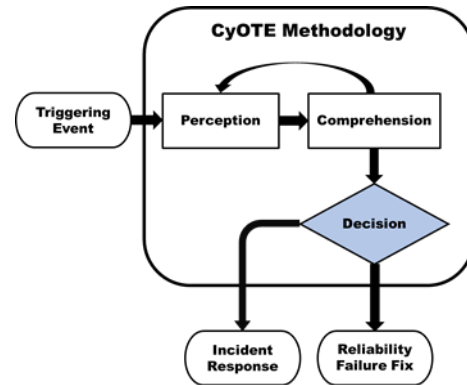 CyOTE Methodology
Triggering
Event
Perception
Comprehension
Decision
Incident
Response
Reliability
Failure Fix